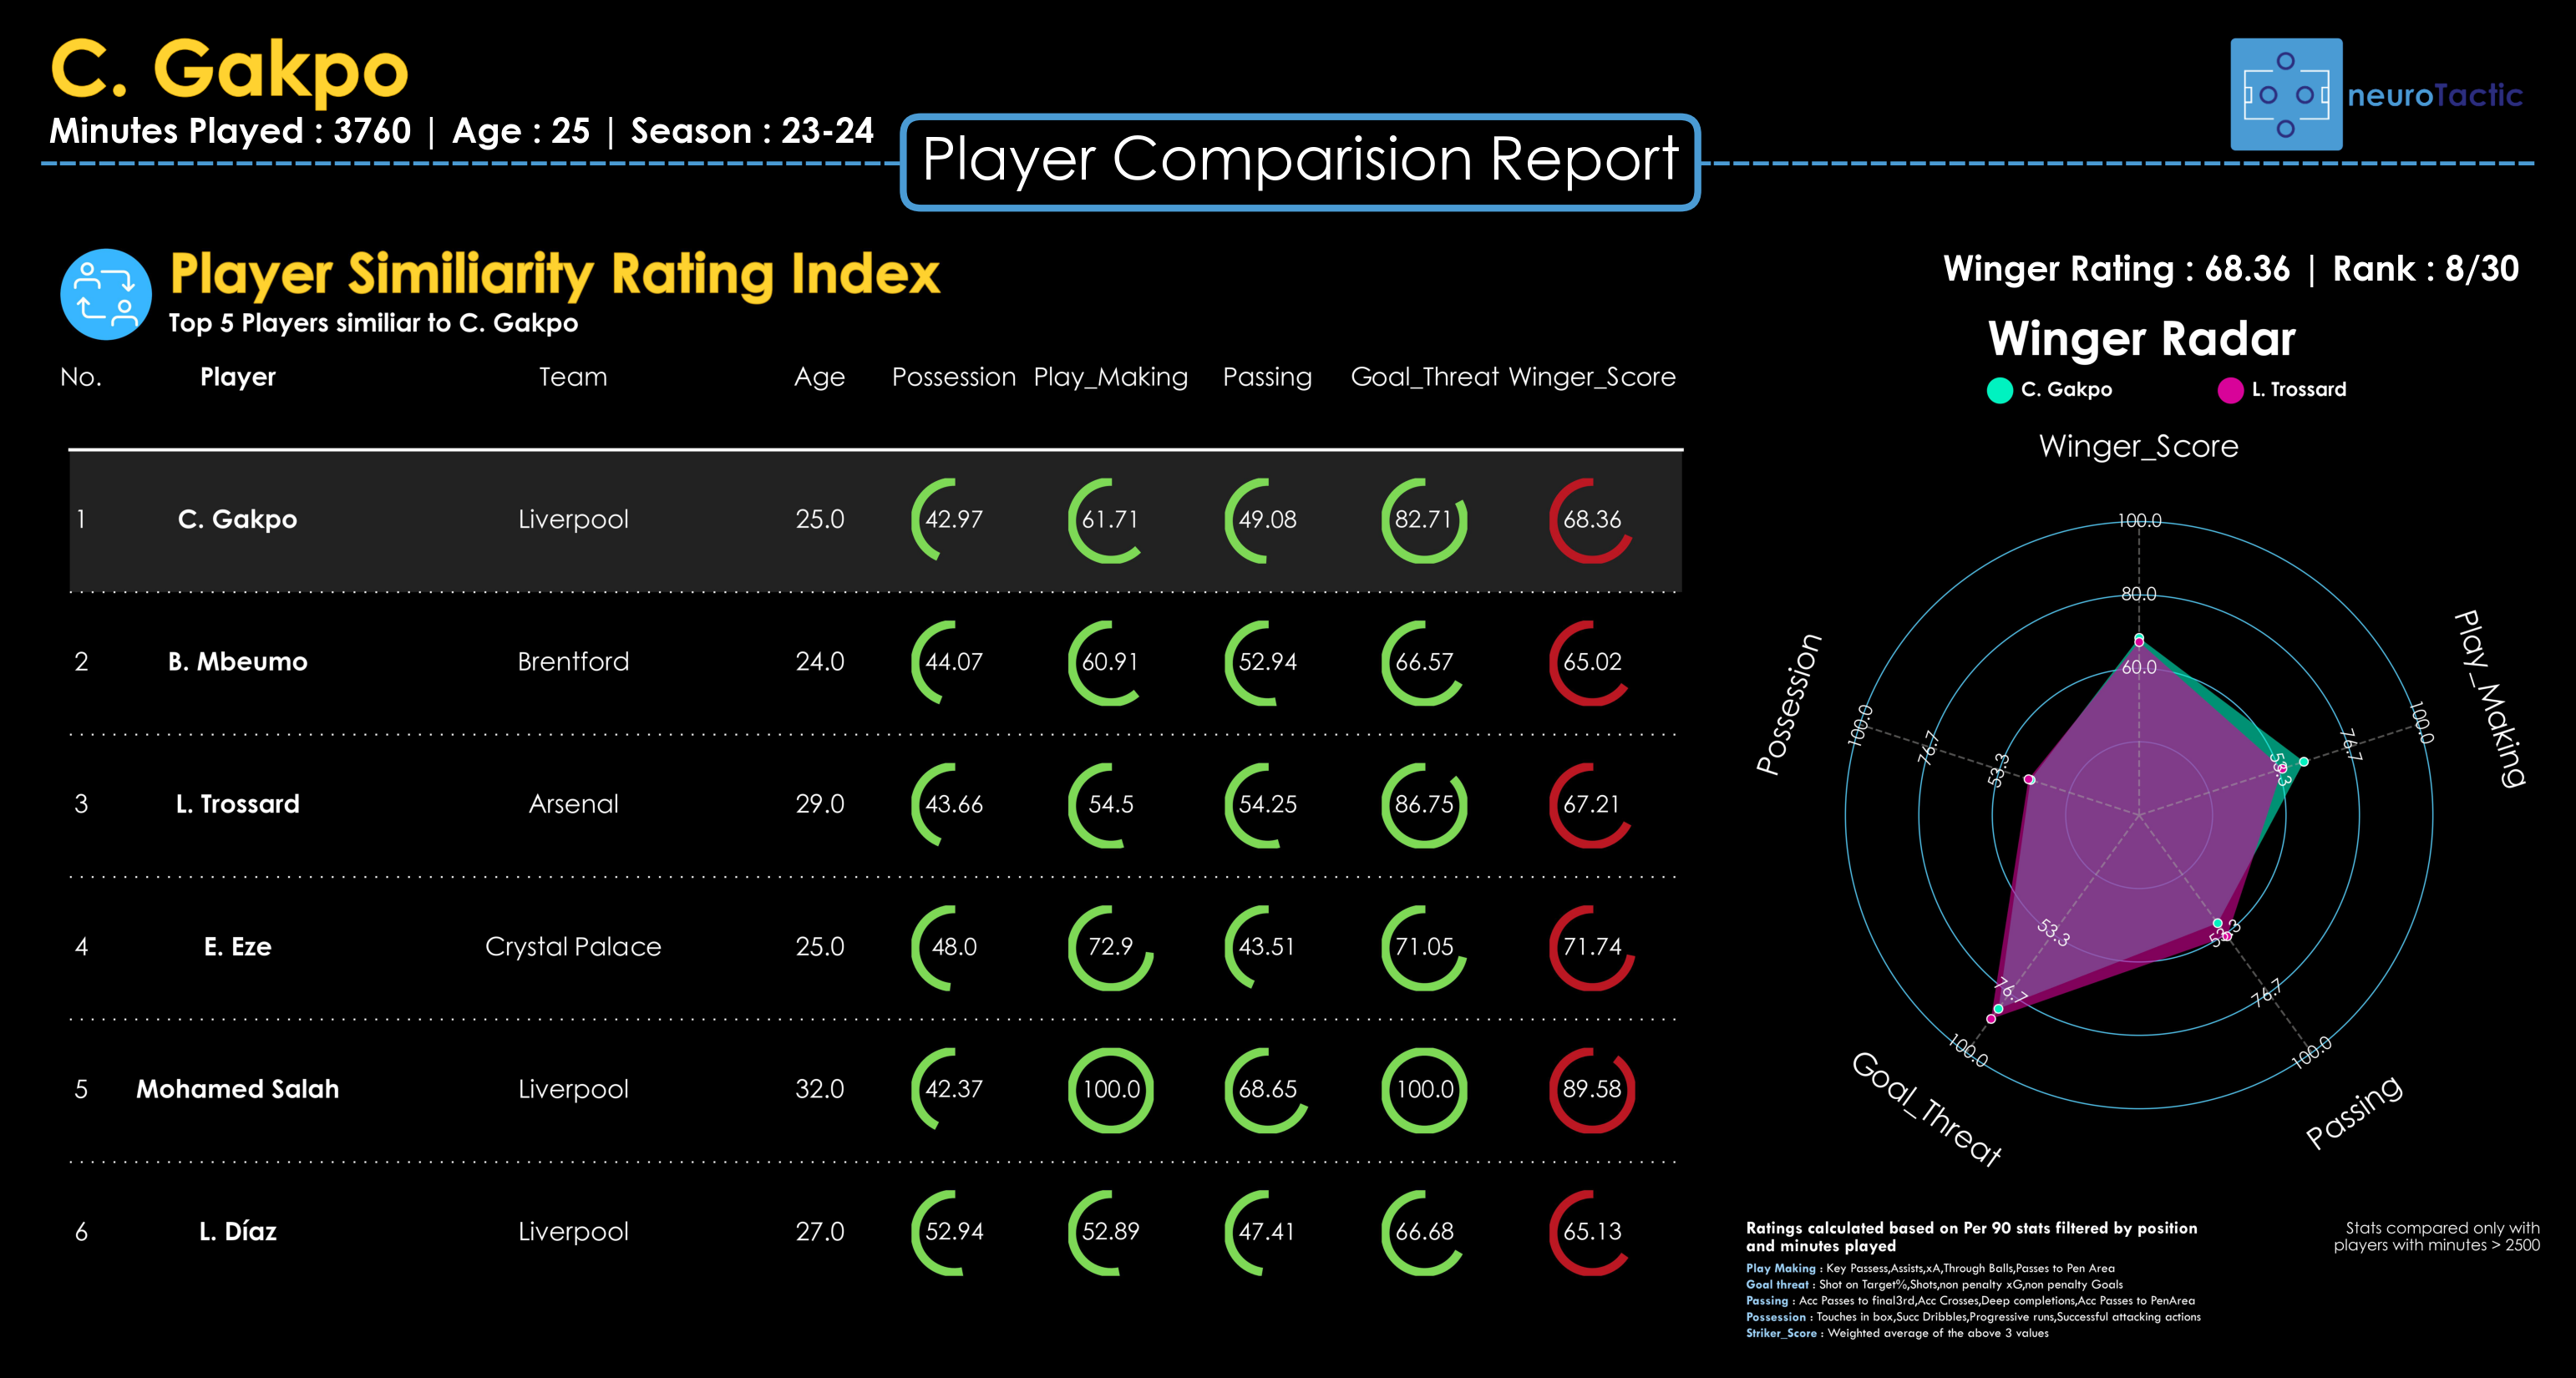 C. Gakpo
Minutes Played : 3760 | Age : 25 | Season : 23-24
Player Comparision Report
neuroTactic
Player Similiarity Rating Index
Top 5 Players similiar to C. Gakpo
No. Player Team Age Possession Play_Making Passing Goal_Threat Winger_Score
1 C. Gakpo Liverpool 25.0 42.97 61.71 49.08 82.71 68.36
2 B. Mbeumo Brentford 24.0 44.07 60.91 52.94 66.57 65.02
3 L. Trossard Arsenal 29.0 43.66 54.5 54.25 86.75 67.21
4 E. Eze Crystal Palace 25.0 48.0 72.9 43.51 71.05 71.74
5 Mohamed Salah Liverpool 32.0 42.37 100.0 68.65 100.0 89.58
6 L. Díaz Liverpool 27.0 52.94 52.89 47.41 66.68 65.13
Winger Rating : 68.36 | Rank : 8/30
Winger Radar
C. Gakpo L. Trossard
Winger_Score
100.0
80.0
60.0
Play_Making
100.0
76.7
53.3
Passing
100.0
76.7
53.3
Goal_Threat
100.0
76.7
53.3
Possession
100.0
76.7
53.3
Ratings calculated based on Per 90 stats filtered by position
and minutes played
Play Making : Key Passess,Assists,xA,Through Balls,Passes to Pen Area
Goal threat : Shot on Target%,Shots,non penalty xG,non penalty Goals
Passing : Acc Passes to final3rd,Acc Crosses,Deep completions,Acc Passes to PenArea
Possession : Touches in box,Succ Dribbles,Progressive runs,Successful attacking actions
Striker_Score : Weighted average of the above 3 values
Stats compared only with
players with minutes > 2500